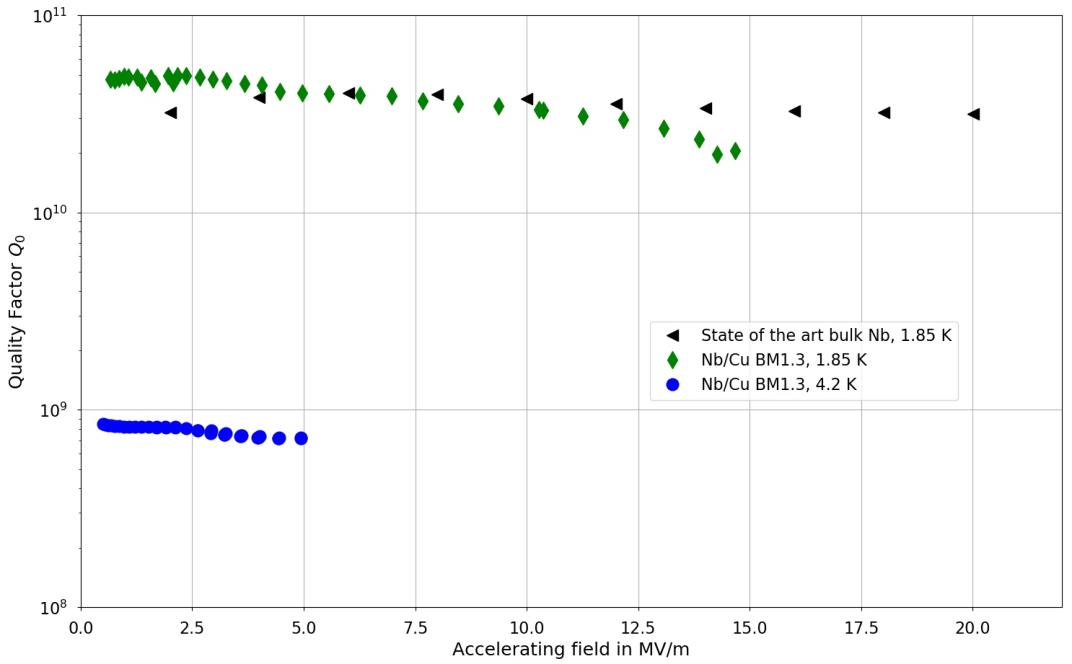 10¹¹
10¹⁰
10⁹
10⁸
Quality Factor Q₀
State of the art bulk Nb, 1.85 K
Nb/Cu BM1.3, 1.85 K
Nb/Cu BM1.3, 4.2 K
0.0 2.5 5.0 7.5 10.0 12.5 15.0 17.5 20.0
Accelerating field in MV/m